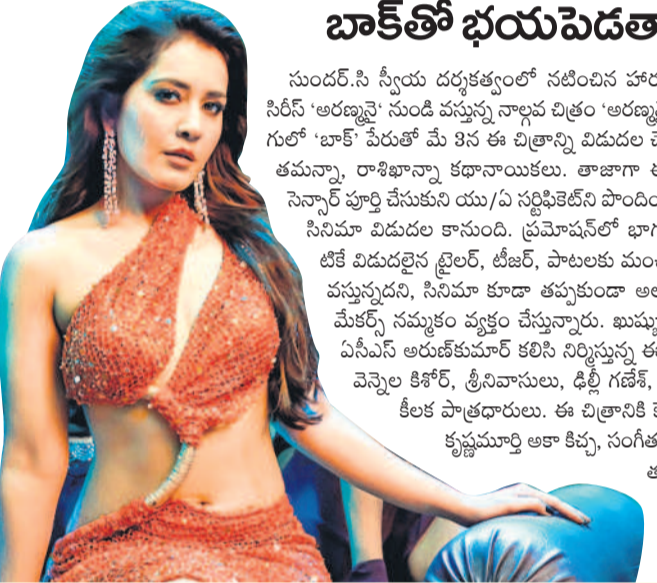 బాక్‌తో భయపెడతా
సుందర్.సి స్వీయ దర్శకత్వంలో నటించిన హార
సిరీస్ ‘అరణ్మనై’ నుండి వస్తున్న నాల్గవ చిత్రం ‘అరణ్మనై
గులో ‘బాక్’ పేరుతో మే 3న ఈ చిత్రాన్ని విడుదల చే
తమన్నా, రాశిఖన్నా కథానాయికలు. తాజాగా ఈ
సెన్సార్ పూర్తి చేసుకుని యు/ఏ సర్టిఫికెట్‌ని పొందిం
సినిమా విడుదల కానుంది. ప్రమోషన్‌లో భాగ
టికే విడుదలైన ట్రైలర్, టీజర్, పాటలకు మంచ
వస్తున్నదని, సినిమా కూడా తప్పకుండా అల
మేకర్స్ నమ్మకం వ్యక్తం చేస్తున్నారు. ఖుష్బు
ఏసీఎస్ అరుణ్‌కుమార్ కలిసి నిర్మిస్తున్న ఈ
వెన్నెల కిశోర్, శ్రీనివాసులు, ఢిల్లీ గణేశ్,
కీలక పాత్రధారులు. ఈ చిత్రానికి
కృష్ణమూర్తి అకా కిచ్చ, సంగీత
త